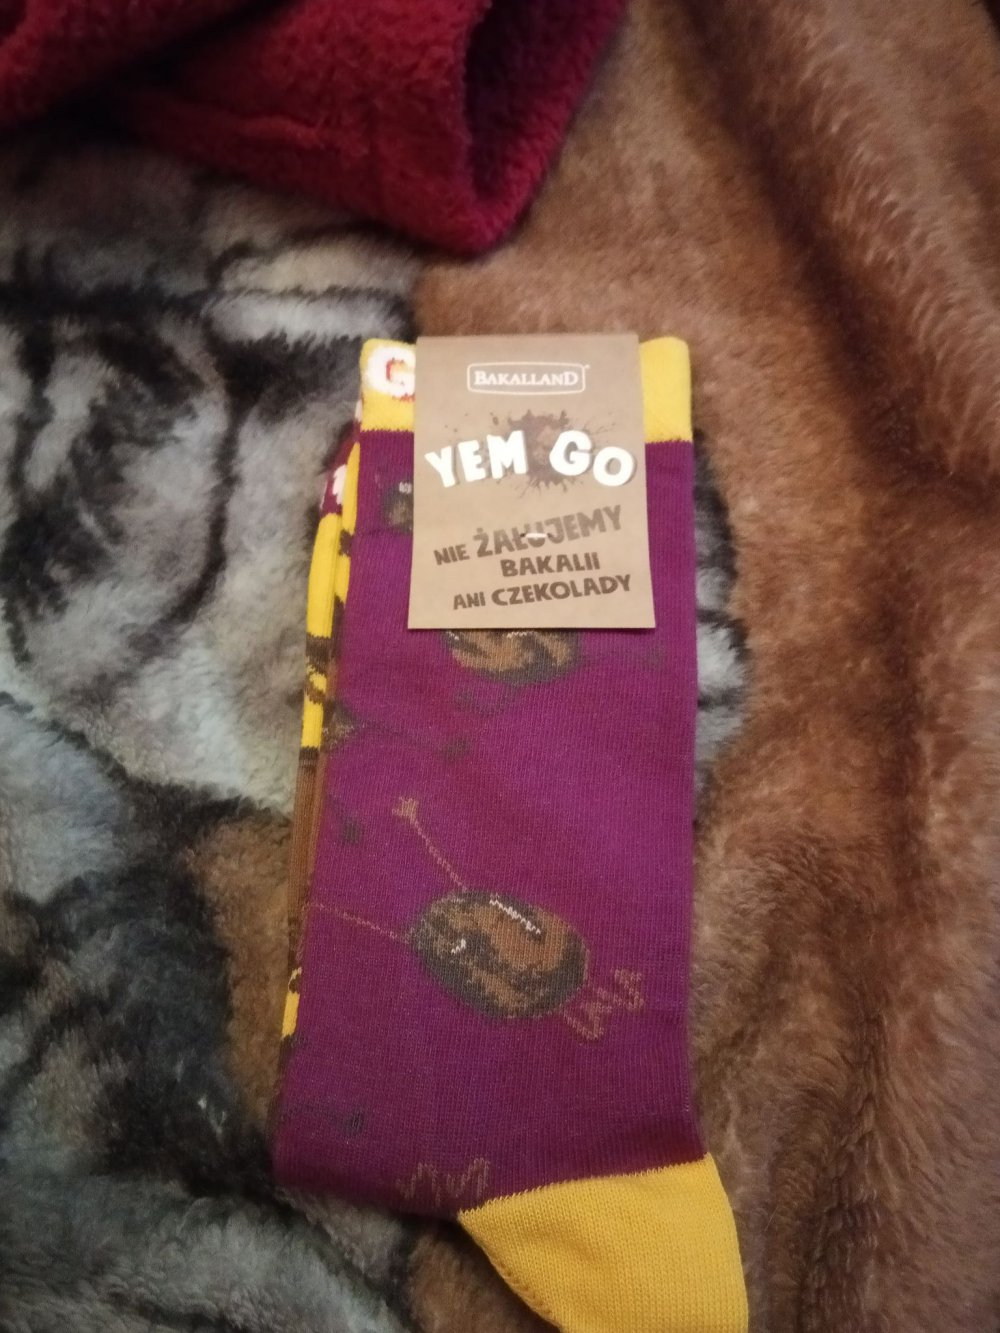 BAKALLAND
YEM GO
NIE ŻAŁUJEMY
BAKALII
ANI CZEKOLADY
G